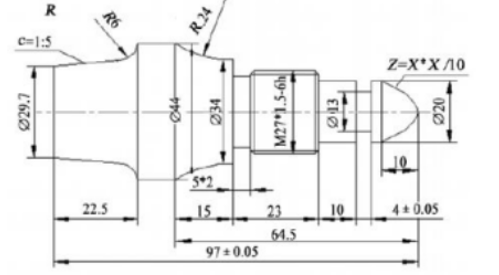 R
R6
R.24
c=1:5
Z=X*X/10
Ø29.7
Ø44
Ø34
M27*1.5-6h
Ø13
Ø20
10
5*2
22.5
15
23
10
4±0.05
64.5
97±0.05